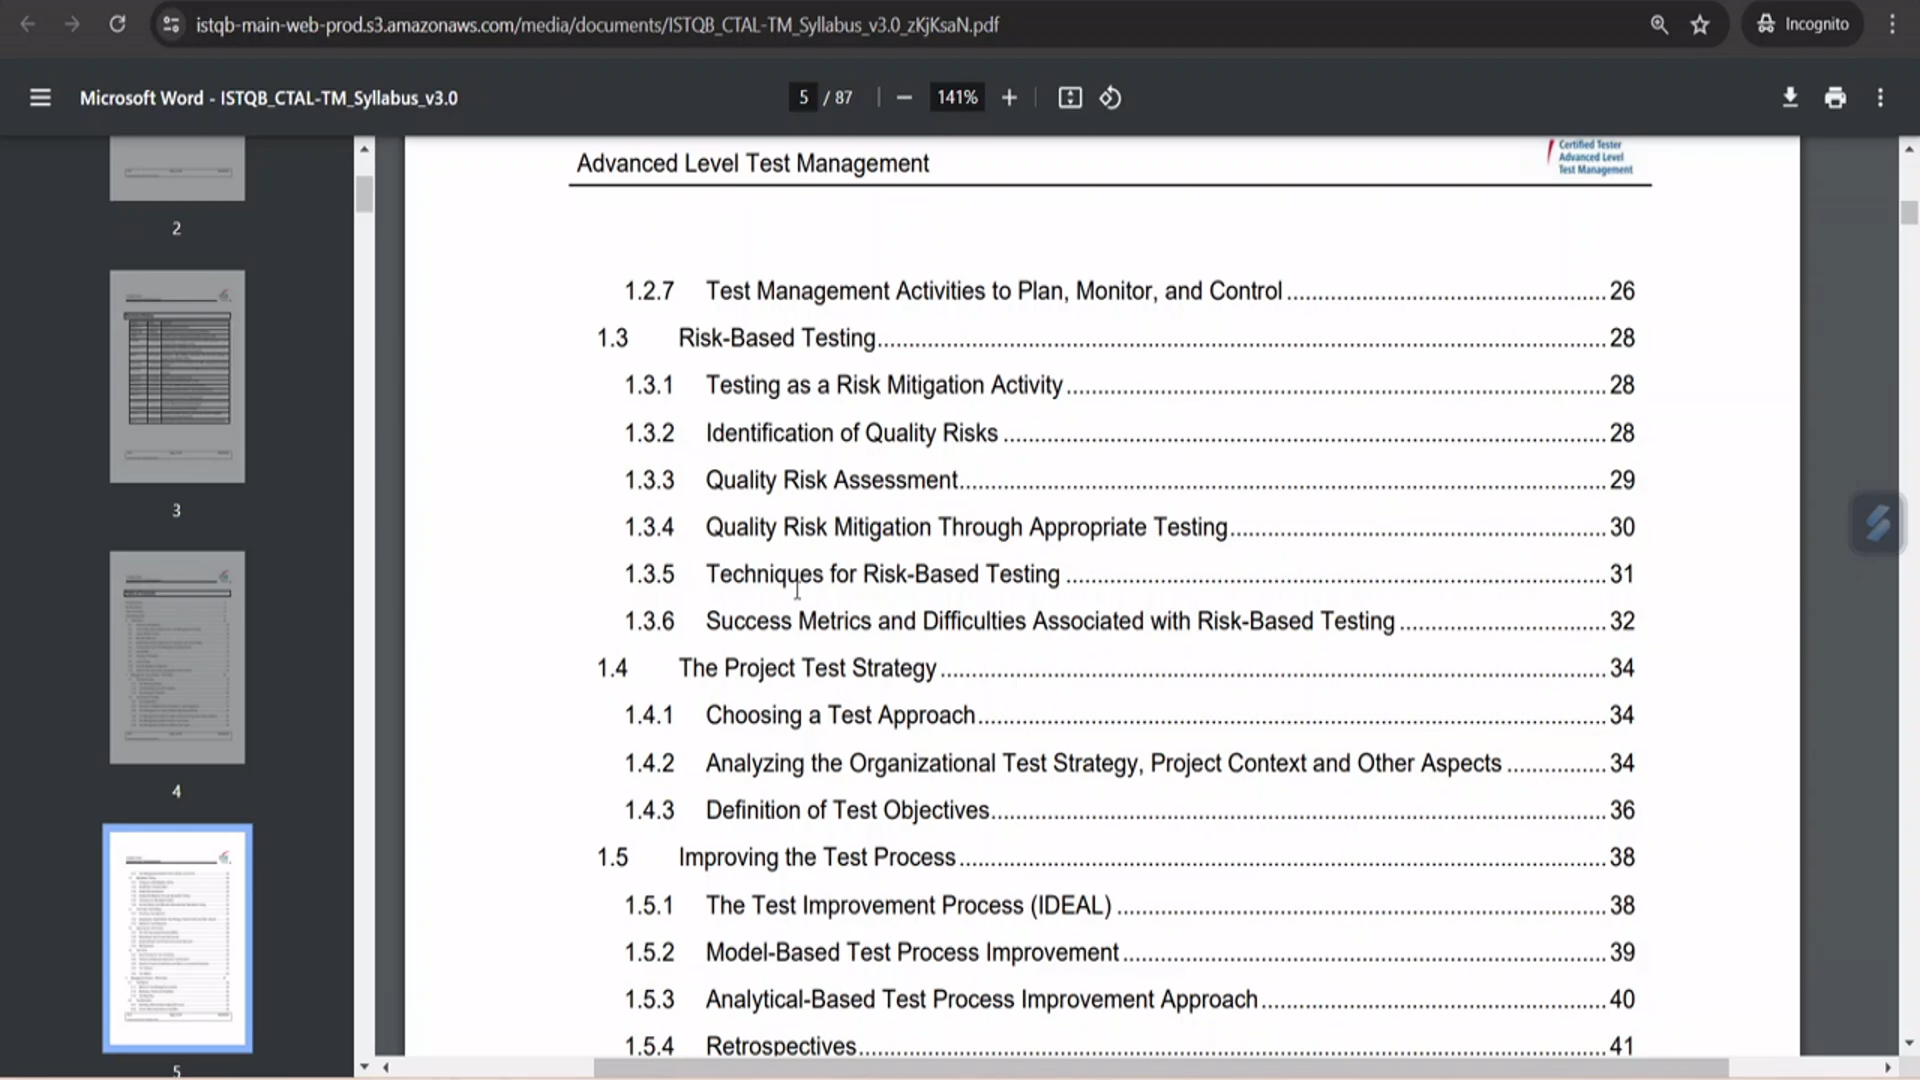 istqb-main-web-prod.s3.amazonaws.com/media/documents/ISTQB_CTAL-TM_Syllabus_v3.0_zKjKsaN.pdf
Incognito
Microsoft Word - ISTQB_CTAL-TM_Syllabus_v3.0
5 / 87
141%
2
3
4
5
Advanced Level Test Management
Certified Tester
Advanced Level
Test Management
1.2.7 Test Management Activities to Plan, Monitor, and Control 26
1.3 Risk-Based Testing 28
1.3.1 Testing as a Risk Mitigation Activity 28
1.3.2 Identification of Quality Risks 28
1.3.3 Quality Risk Assessment 29
1.3.4 Quality Risk Mitigation Through Appropriate Testing 30
1.3.5 Techniques for Risk-Based Testing 31
1.3.6 Success Metrics and Difficulties Associated with Risk-Based Testing 32
1.4 The Project Test Strategy 34
1.4.1 Choosing a Test Approach 34
1.4.2 Analyzing the Organizational Test Strategy, Project Context and Other Aspects 34
1.4.3 Definition of Test Objectives 36
1.5 Improving the Test Process 38
1.5.1 The Test Improvement Process (IDEAL) 38
1.5.2 Model-Based Test Process Improvement 39
1.5.3 Analytical-Based Test Process Improvement Approach 40
1.5.4 Retrospectives 41